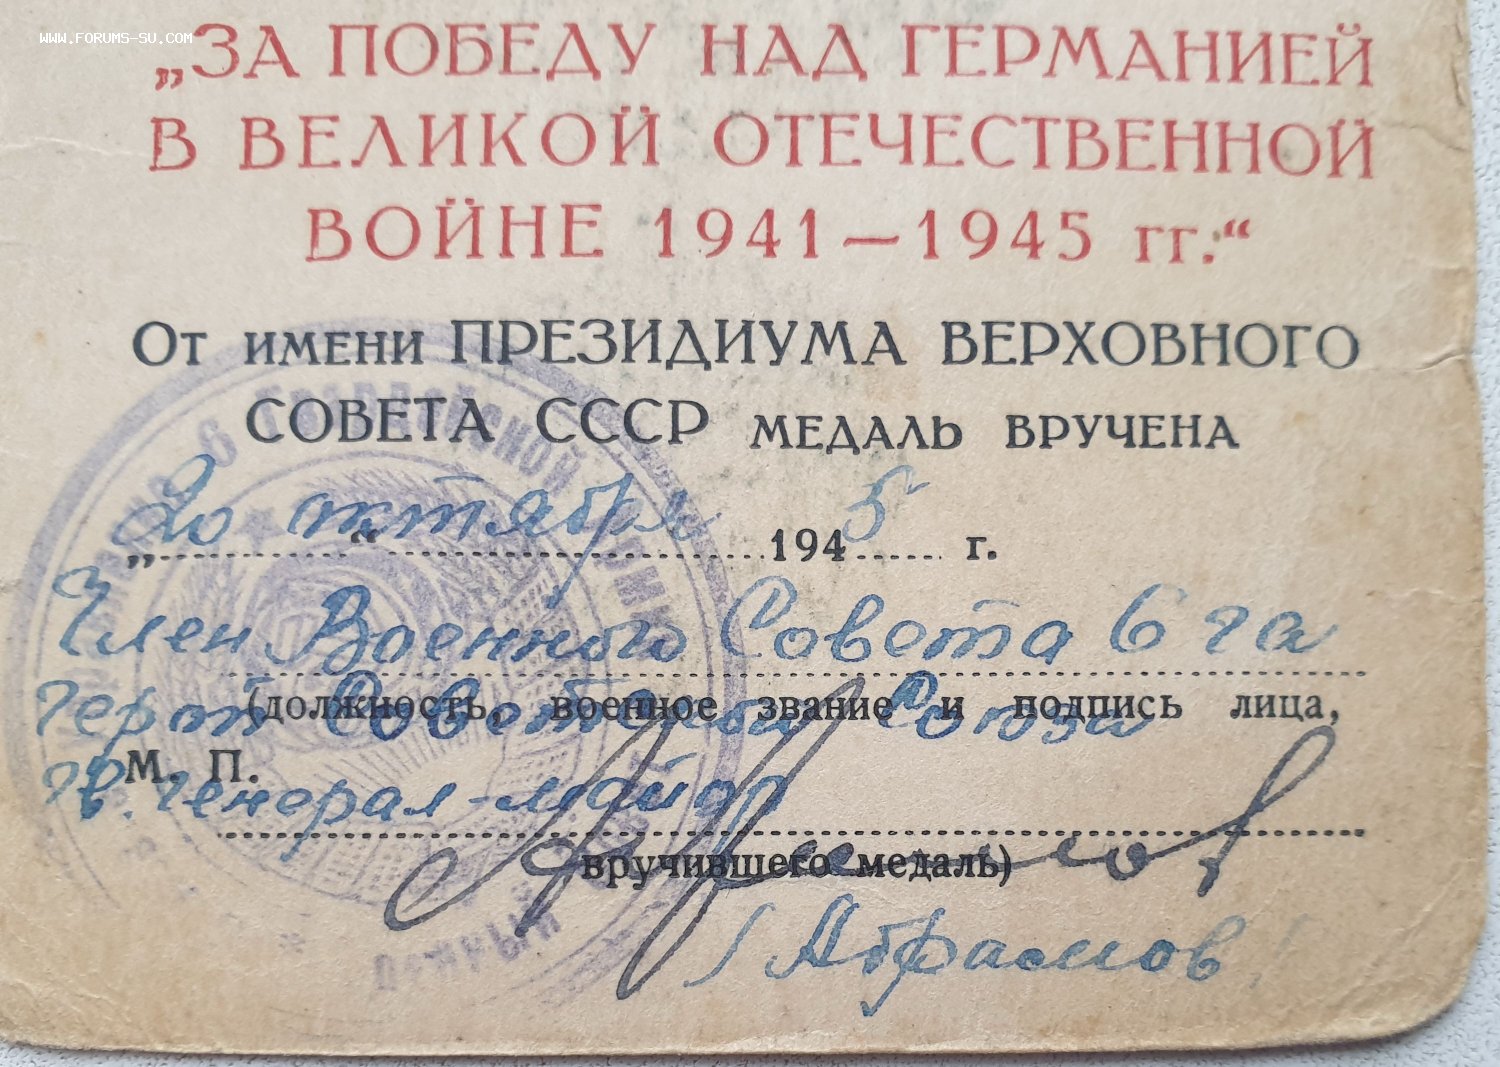 WWW.FORUMS-SU.COM
„ЗА ПОБЕДУ НАД ГЕРМАНИЕЙ
В ВЕЛИКОЙ ОТЕЧЕСТВЕННОЙ
ВОЙНЕ 1941—1945 гг.“
От имени ПРЕЗИДИУМА ВЕРХОВНОГО
СОВЕТА СССР МЕДАЛЬ ВРУЧЕНА
„20“ октября 1945 г.
Член Военного Совета 6 гв
Герой Советского Союза
(должность, военное звание и подпись лица,
М. П.
гв. генерал-майор
вручившего медаль)
(Абрамов)